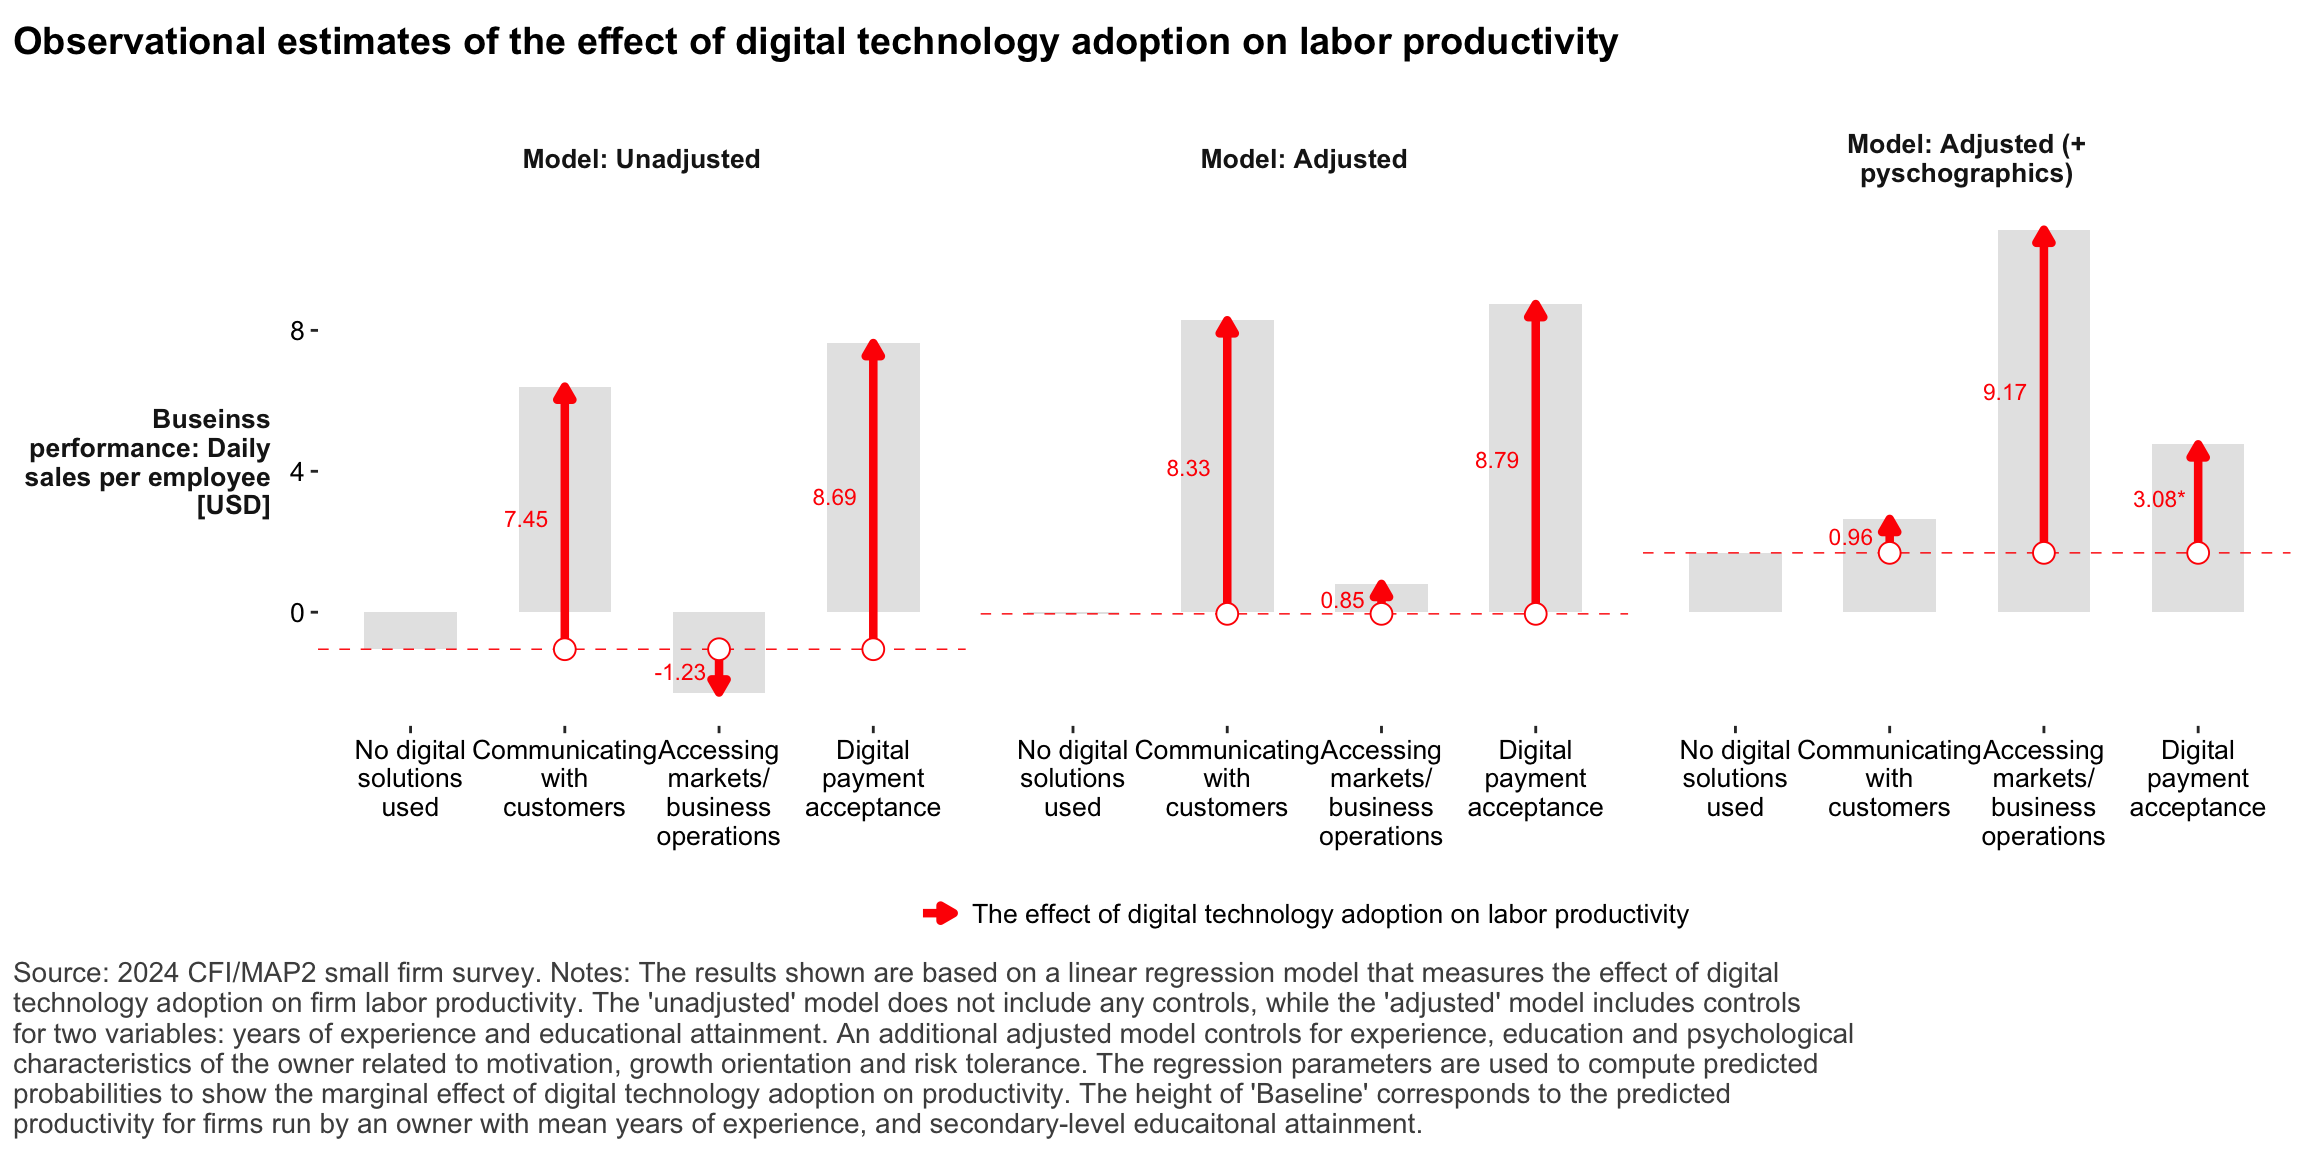 Observational estimates of the effect of digital technology adoption on labor productivity
Model: Unadjusted
Model: Adjusted
Model: Adjusted (+
pyschographics)
Buseinss
performance: Daily
sales per employee
[USD]
8
4
0
7.45
-1.23
8.69
8.33
0.85
8.79
0.96
9.17
3.08*
No digital
solutions
used
Communicating
with
customers
Accessing
markets/
business
operations
Digital
payment
acceptance
No digital
solutions
used
Communicating
with
customers
Accessing
markets/
business
operations
Digital
payment
acceptance
No digital
solutions
used
Communicating
with
customers
Accessing
markets/
business
operations
Digital
payment
acceptance
The effect of digital technology adoption on labor productivity
Source: 2024 CFI/MAP2 small firm survey. Notes: The results shown are based on a linear regression model that measures the effect of digital
technology adoption on firm labor productivity. The 'unadjusted' model does not include any controls, while the 'adjusted' model includes controls
for two variables: years of experience and educational attainment. An additional adjusted model controls for experience, education and psychological
characteristics of the owner related to motivation, growth orientation and risk tolerance. The regression parameters are used to compute predicted
probabilities to show the marginal effect of digital technology adoption on productivity. The height of 'Baseline' corresponds to the predicted
productivity for firms run by an owner with mean years of experience, and secondary-level educaitonal attainment.